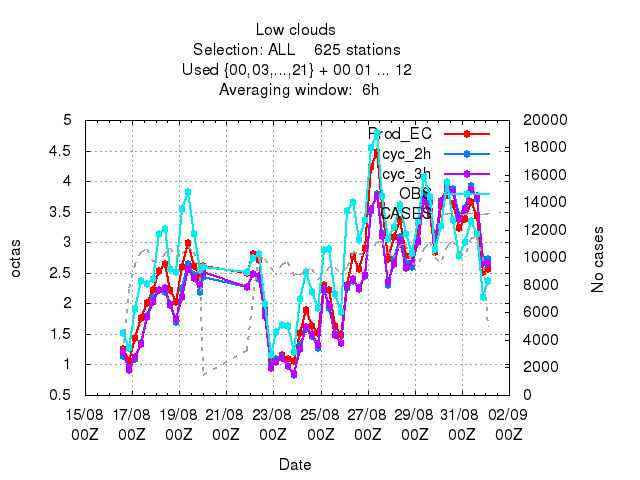 Low clouds
Selection: ALL    625 stations
Used {00,03,...,21} + 00 01 ... 12
Averaging window:  6h
5
4.5
4
3.5
3
2.5
2
1.5
1
0.5
octas
20000
18000
16000
14000
12000
10000
8000
6000
4000
2000
0
No cases
Prod_EC
cyc_2h
cyc_3h
OBS
CASES
15/08 17/08 19/08 21/08 23/08 25/08 27/08 29/08 31/08 02/09
00Z 00Z 00Z 00Z 00Z 00Z 00Z 00Z 00Z 00Z
Date